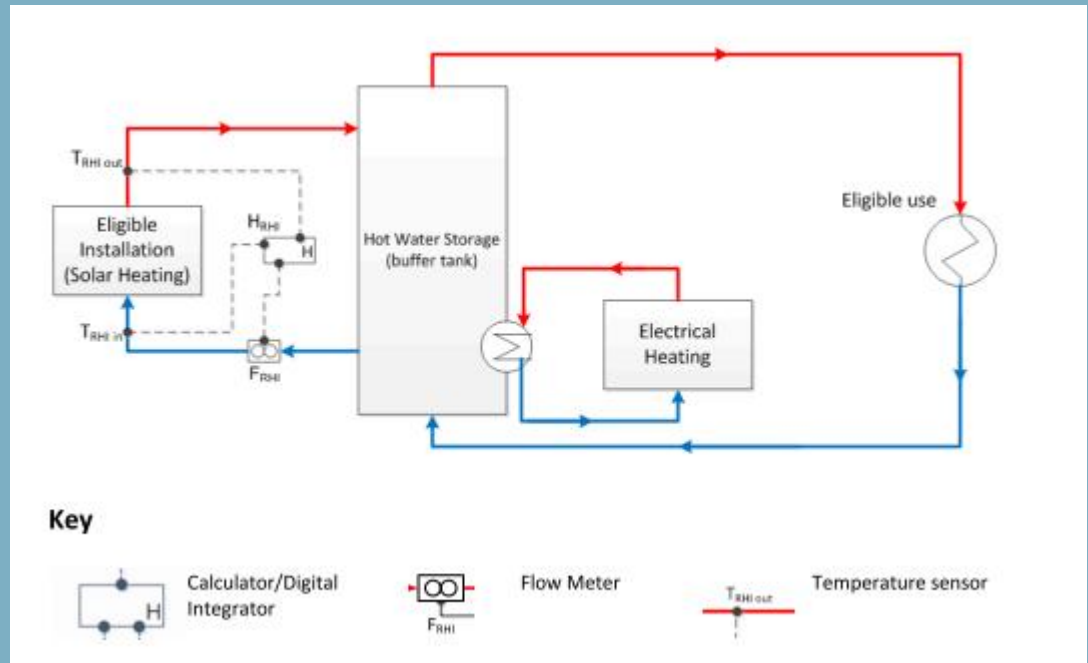 T RHI out
Eligible
Installation
(Solar Heating)
H RHI
H
T RHI in
F RHI
Hot Water Storage
(buffer tank)
Electrical
Heating
Eligible use
Key
H
Calculator/Digital
Integrator
F RHI
Flow Meter
T RHI out
Temperature sensor